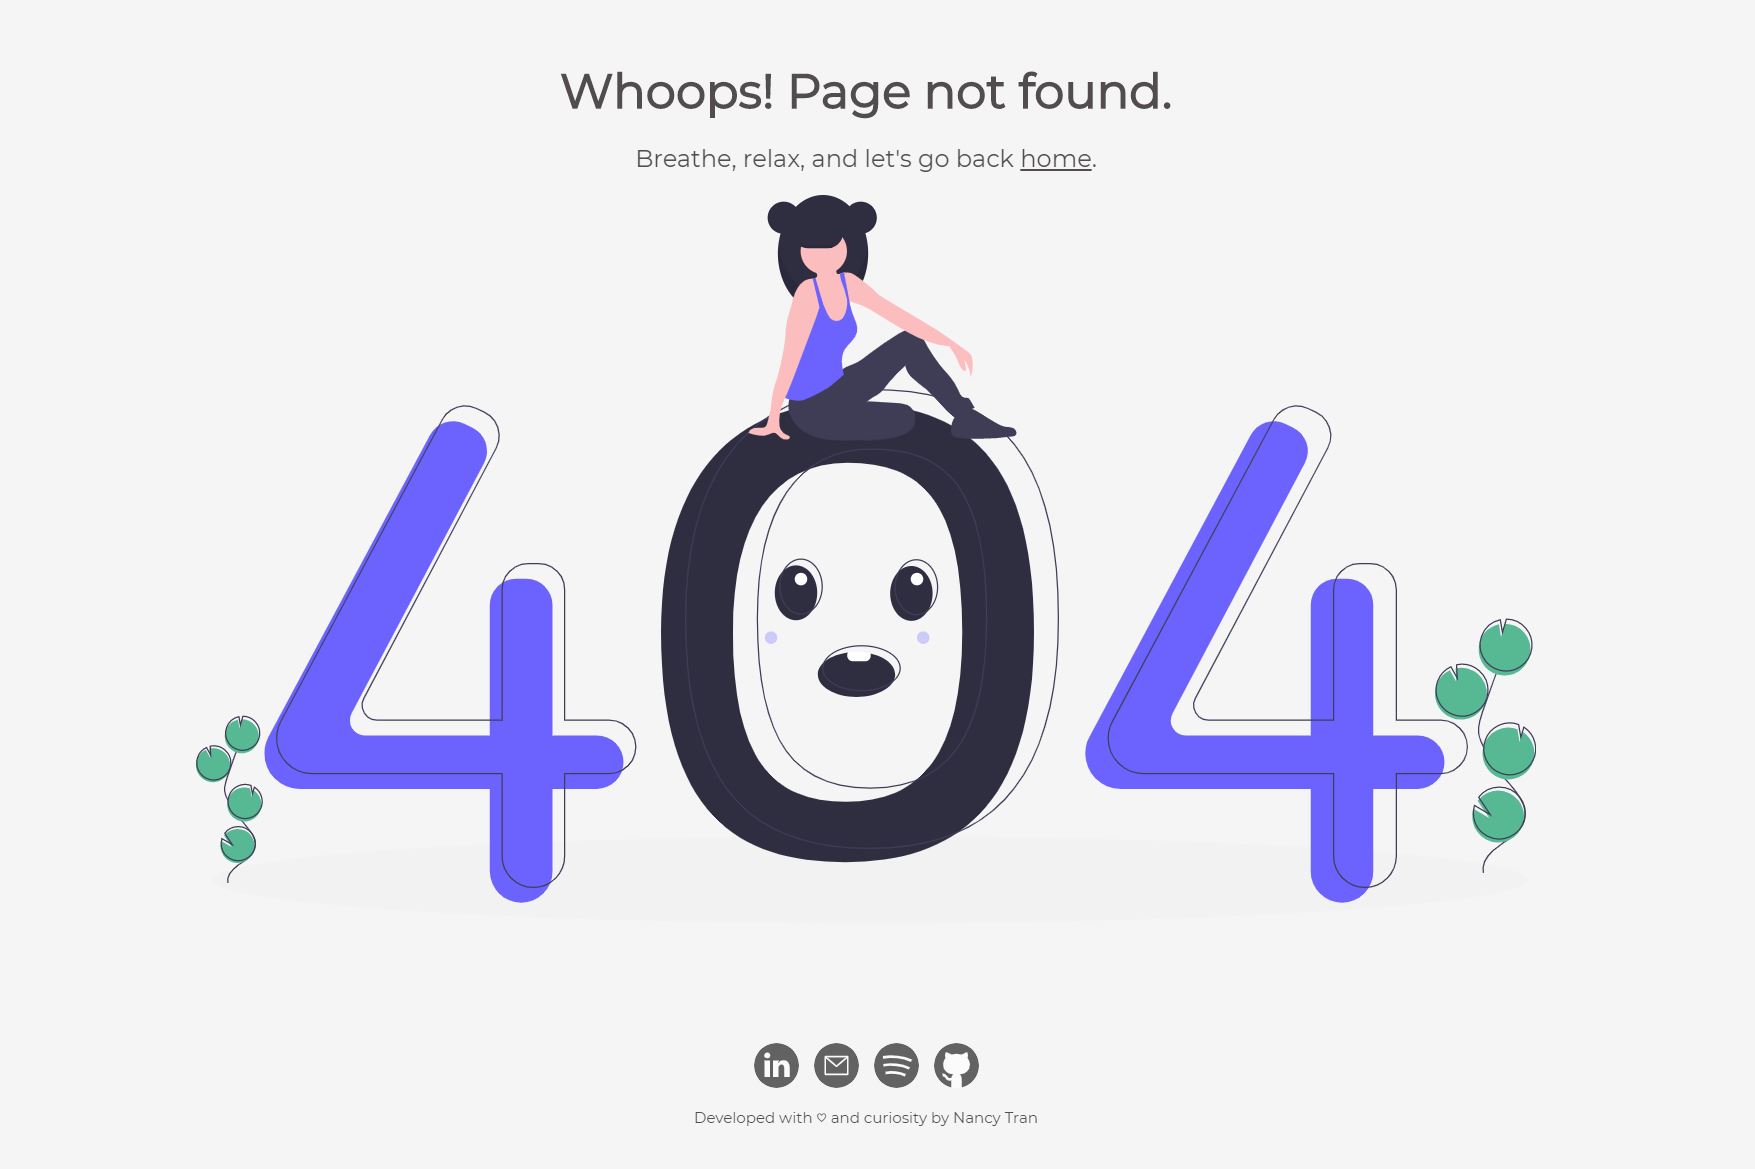 Whoops! Page not found.
Breathe, relax, and let's go back home.
404
in
Developed with ♡ and curiosity by Nancy Tran